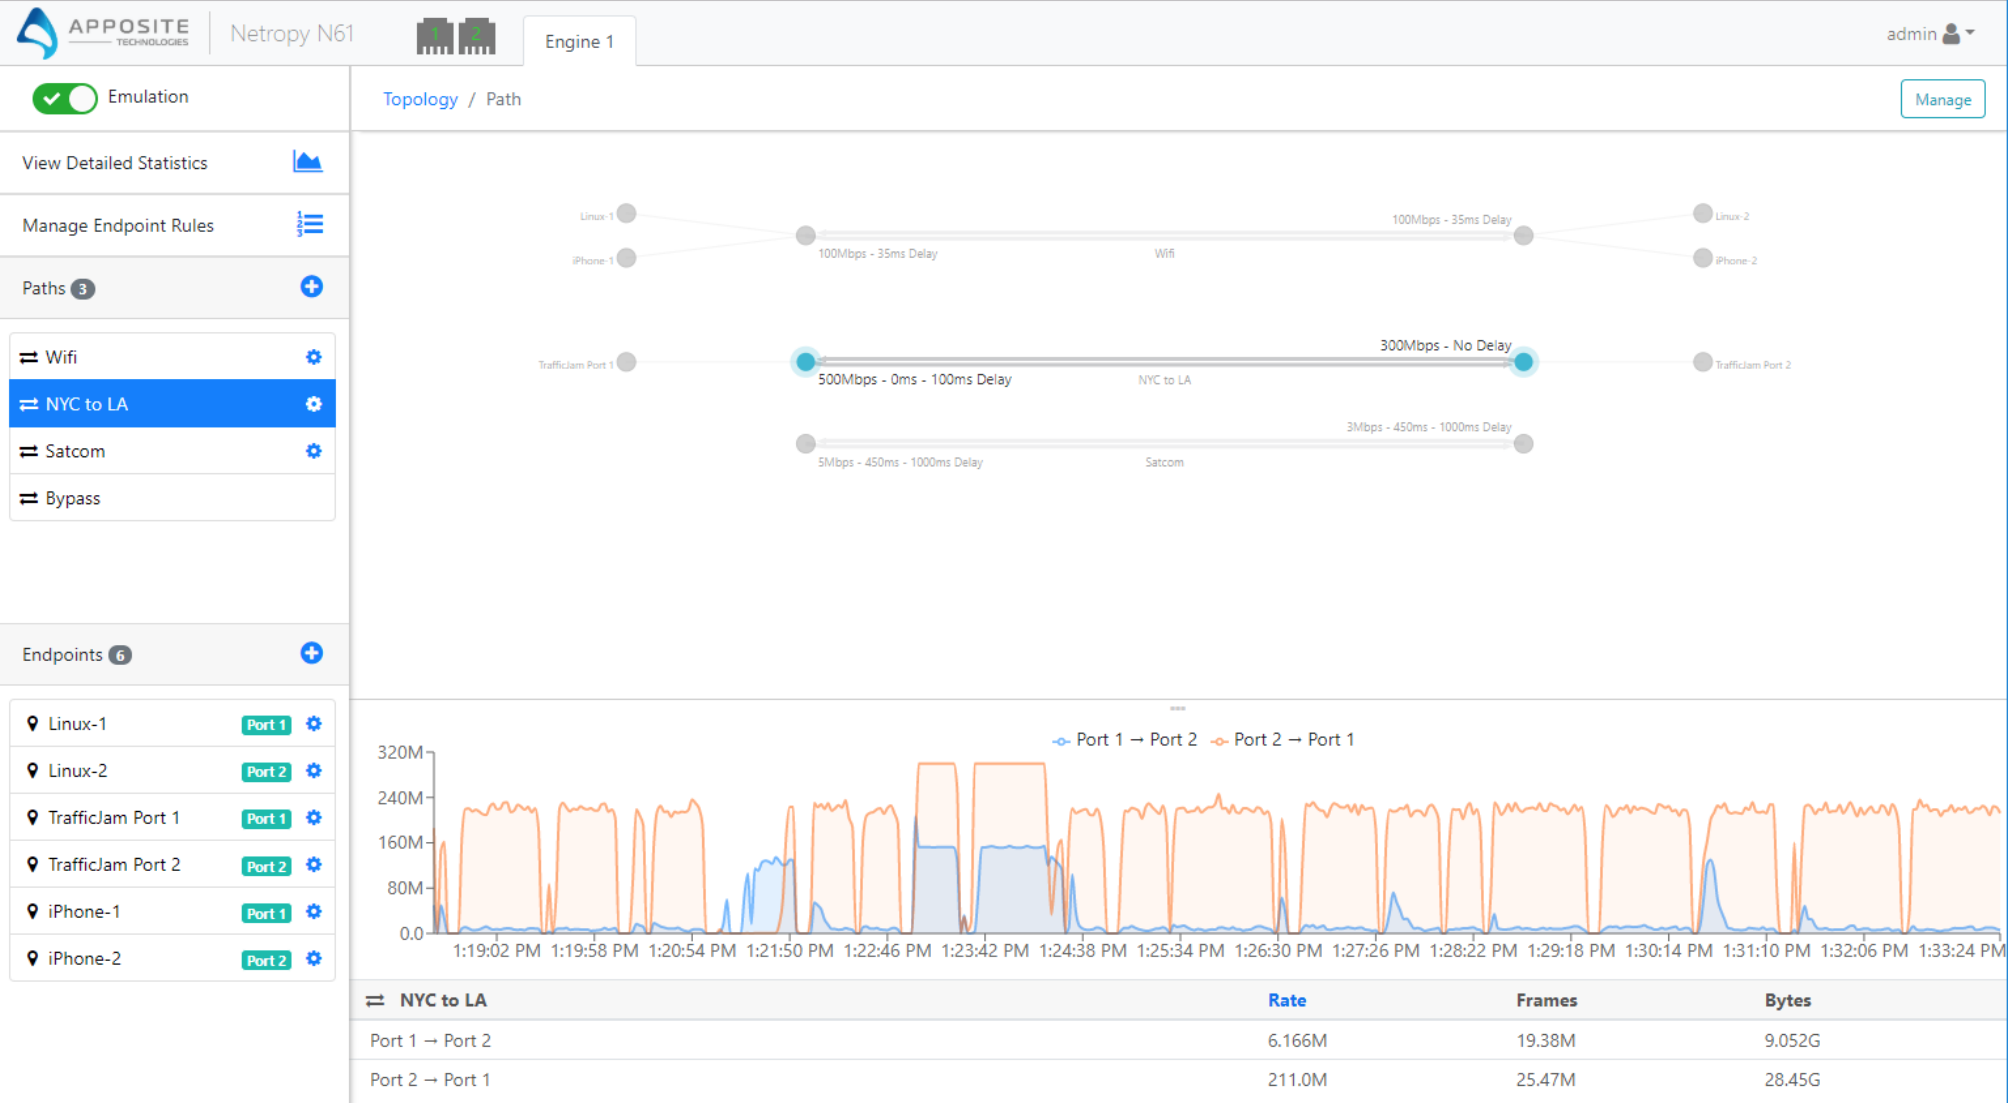 APPOSITE
TECHNOLOGIES
Netropy N61
1
2
Engine 1
admin
Emulation
Topology / Path
Manage
View Detailed Statistics
Manage Endpoint Rules
Paths 3
Wifi
NYC to LA
Satcom
Bypass
Linux-1
iPhone-1
100Mbps - 35ms Delay
100Mbps - 35ms Delay
Wifi
Linux-2
iPhone-2
TrafficJam Port 1
300Mbps - No Delay
500Mbps - 0ms - 100ms Delay
NYC to LA
TrafficJam Port 2
3Mbps - 450ms - 1000ms Delay
5Mbps - 450ms - 1000ms Delay
Satcom
Endpoints 6
Linux-1 Port 1
Linux-2 Port 2
TrafficJam Port 1 Port 1
TrafficJam Port 2 Port 2
iPhone-1 Port 1
iPhone-2 Port 2
Port 1 → Port 2 Port 2 → Port 1
320M
240M
160M
80M
0.0
1:19:02 PM 1:19:58 PM 1:20:54 PM 1:21:50 PM 1:22:46 PM 1:23:42 PM 1:24:38 PM 1:25:34 PM 1:26:30 PM 1:27:26 PM 1:28:22 PM 1:29:18 PM 1:30:14 PM 1:31:10 PM 1:32:06 PM 1:33:24 PM
NYC to LA Rate Frames Bytes
Port 1 → Port 2 6.166M 19.38M 9.052G
Port 2 → Port 1 211.0M 25.47M 28.45G